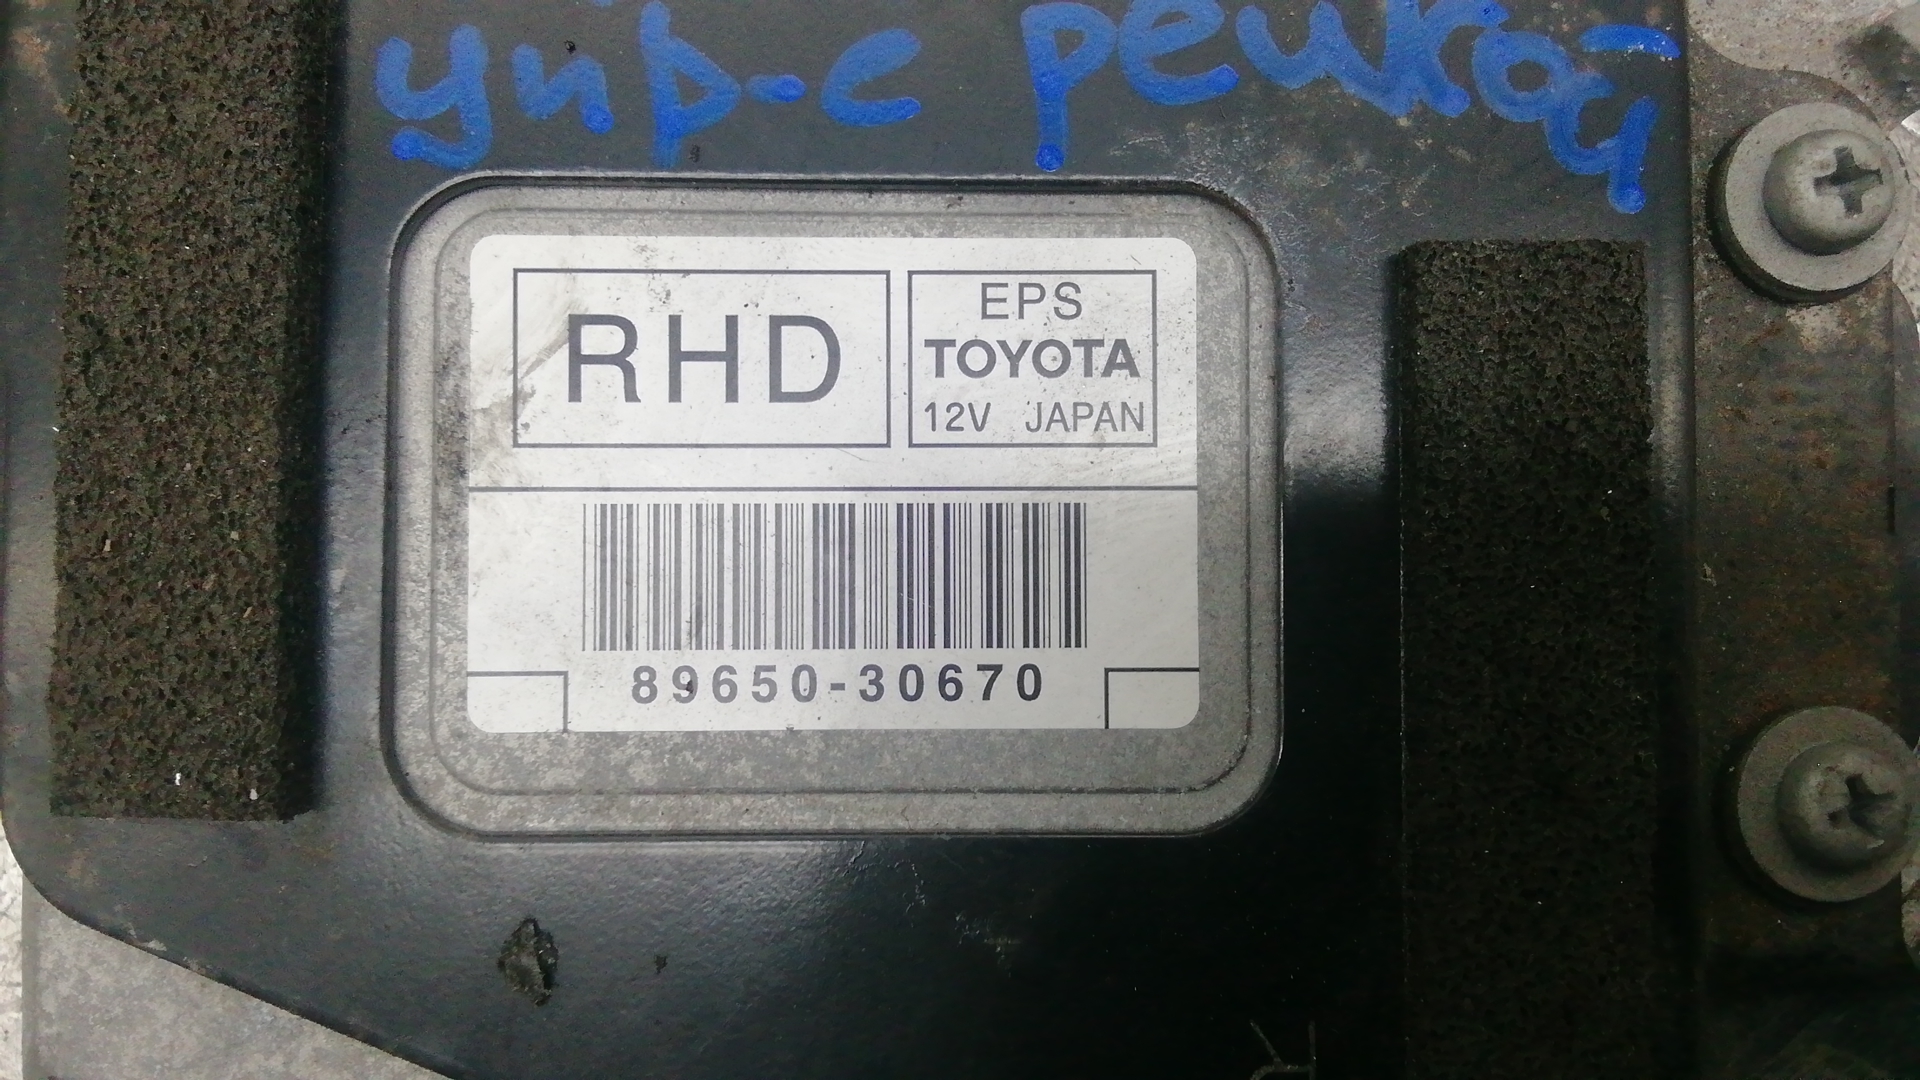 упр-е рейкой
RHD
EPS
TOYOTA
12V JAPAN
89650-30670